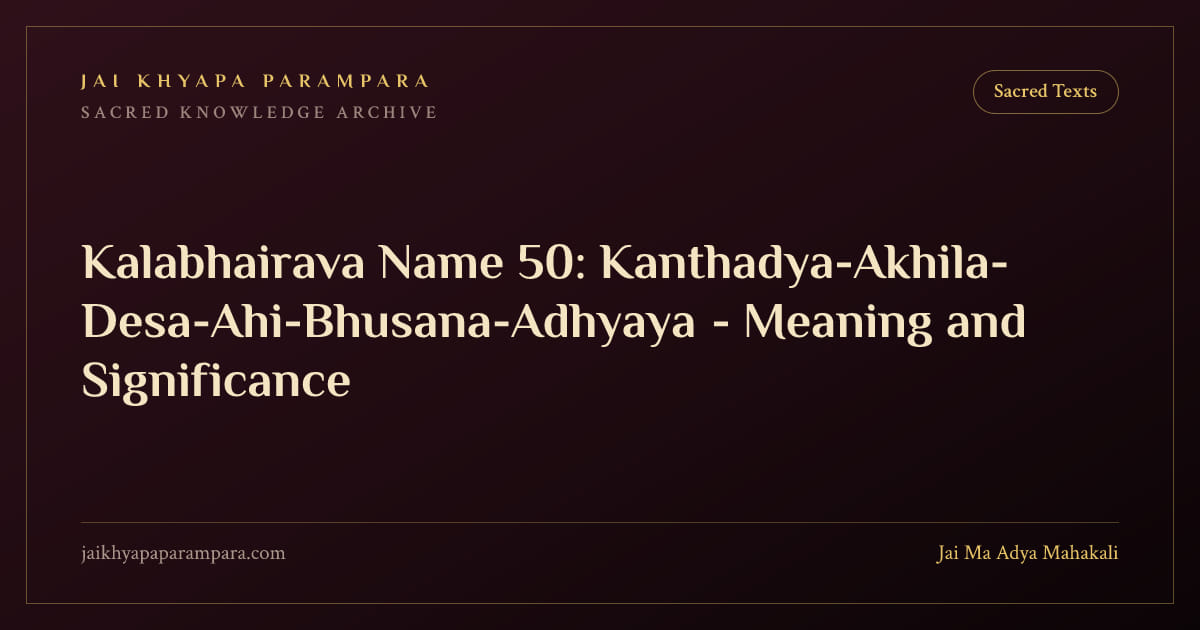 JAI KHYAPA PARAMPARA
SACRED KNOWLEDGE ARCHIVE
Sacred Texts
Kalabhairava Name 50: Kanthadya-Akhila-
Desa-Ahi-Bhusana-Adhyaya - Meaning and
Significance
jaikhyapaparampara.com
Jai Ma Adya Mahakali